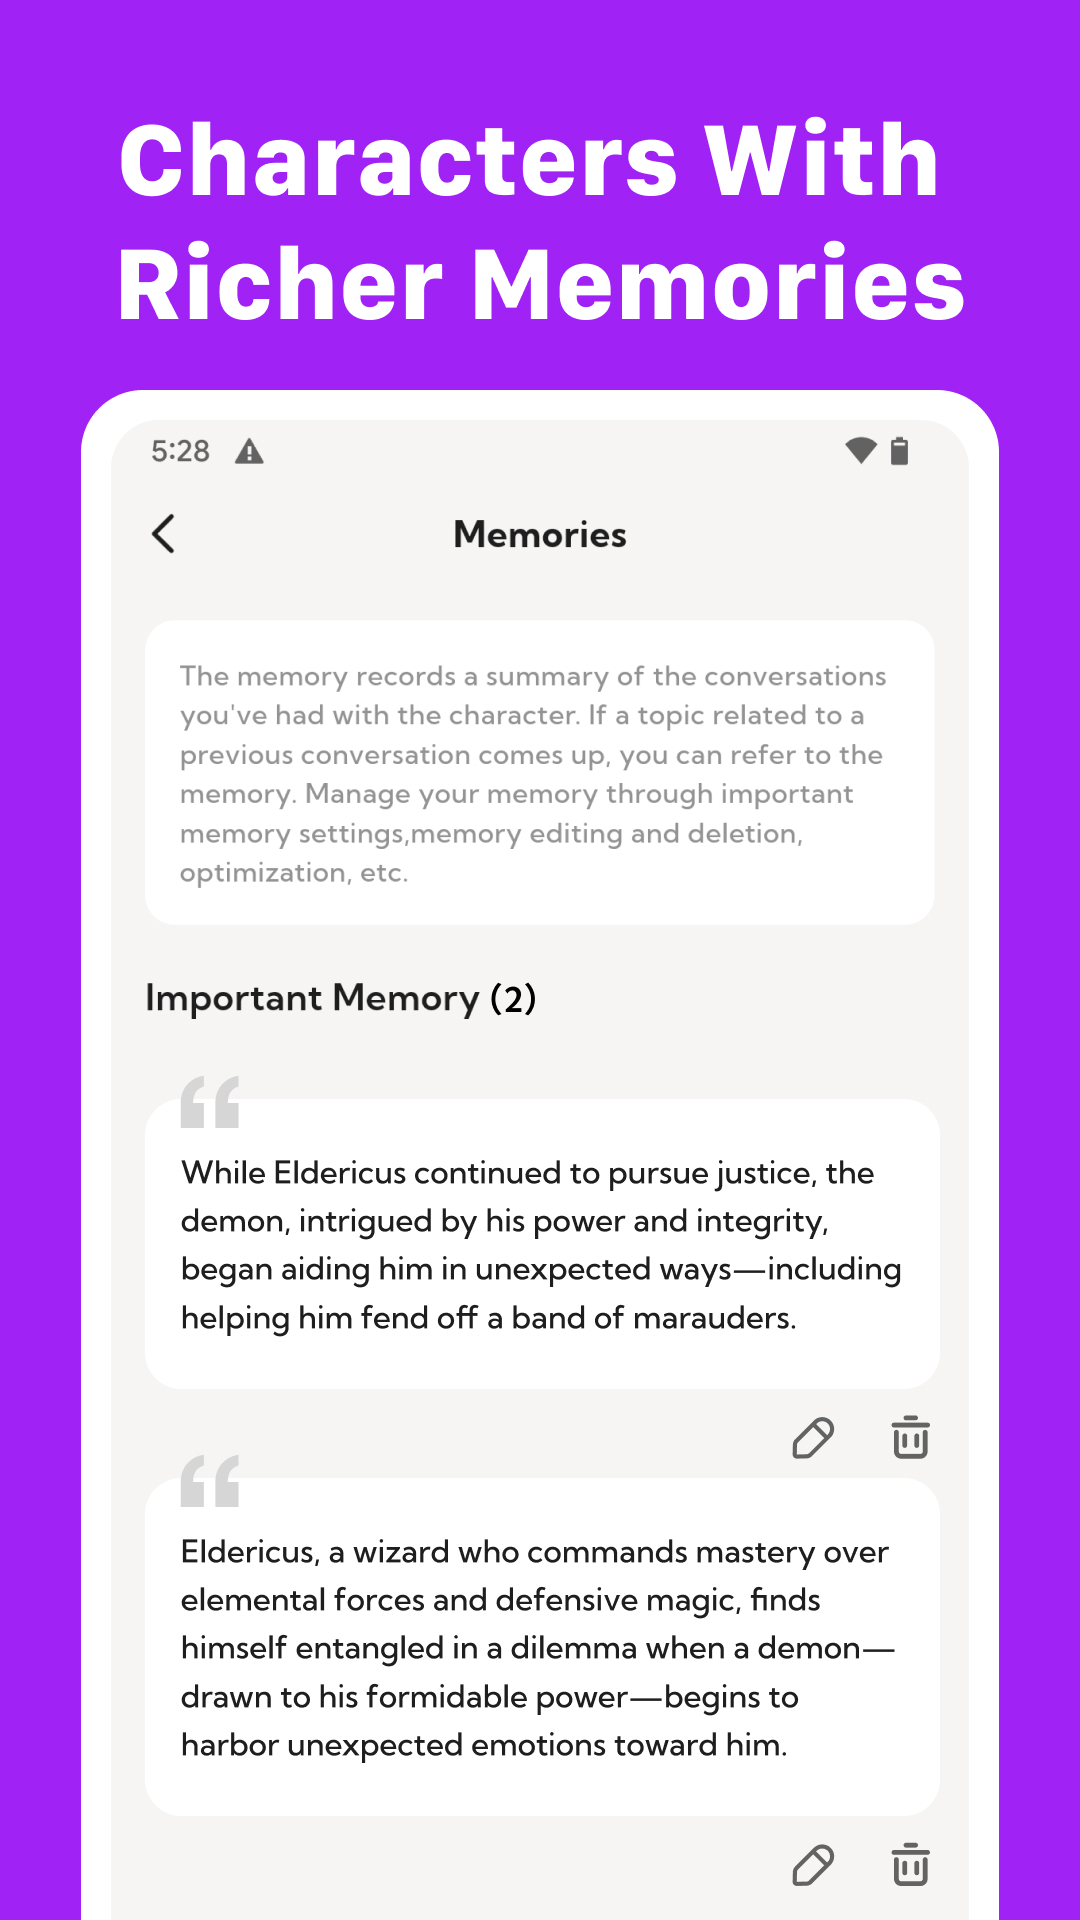 Characters With
Richer Memories
5:28
Memories
The memory records a summary of the conversations
you've had with the character. If a topic related to a
previous conversation comes up, you can refer to the
memory. Manage your memory through important
memory settings,memory editing and deletion,
optimization, etc.
Important Memory (2)
“
While Eldericus continued to pursue justice, the
demon, intrigued by his power and integrity,
began aiding him in unexpected ways—including
helping him fend off a band of marauders.
“
Eldericus, a wizard who commands mastery over
elemental forces and defensive magic, finds
himself entangled in a dilemma when a demon—
drawn to his formidable power—begins to
harbor unexpected emotions toward him.